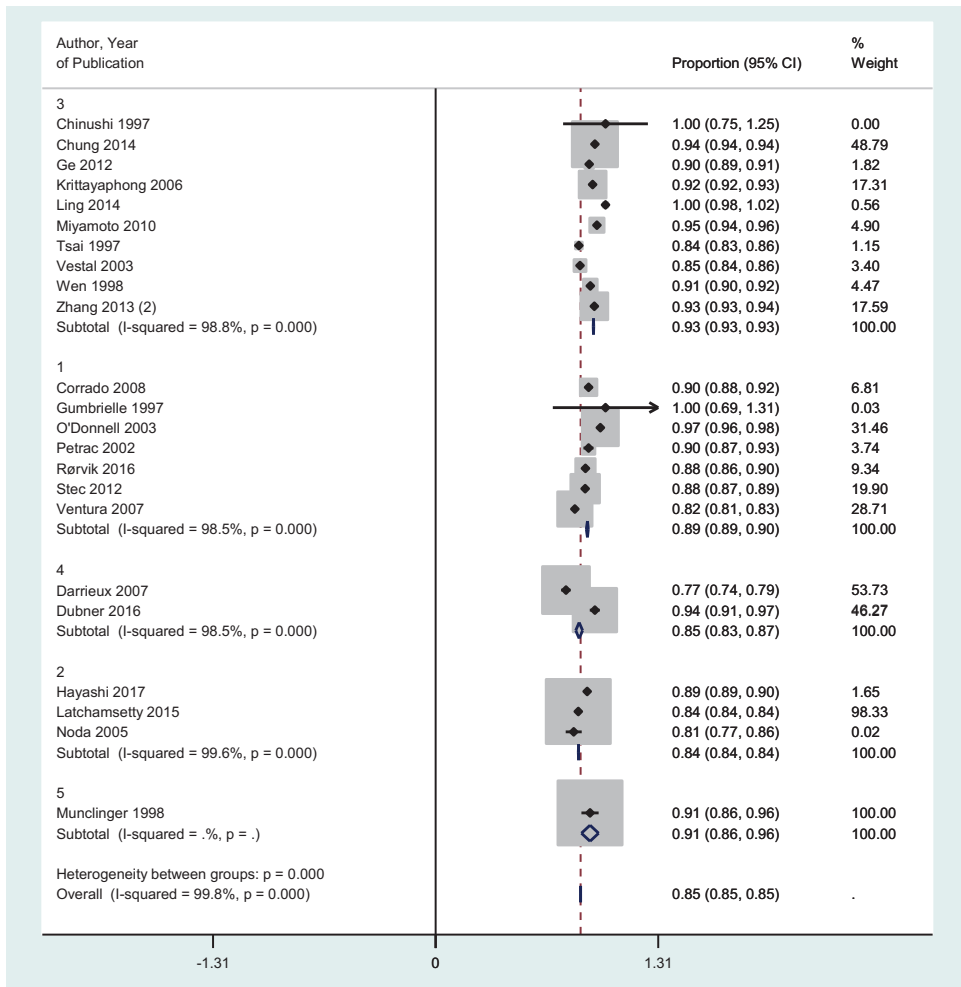 Author, Year %
of Publication Proportion (95% CI) Weight
3
Chinushi 1997 1.00 (0.75, 1.25) 0.00
Chung 2014 0.94 (0.94, 0.94) 48.79
Ge 2012 0.90 (0.89, 0.91) 1.82
Krittayaphong 2006 0.92 (0.92, 0.93) 17.31
Ling 2014 1.00 (0.98, 1.02) 0.56
Miyamoto 2010 0.95 (0.94, 0.96) 4.90
Tsai 1997 0.84 (0.83, 0.86) 1.15
Vestal 2003 0.85 (0.84, 0.86) 3.40
Wen 1998 0.91 (0.90, 0.92) 4.47
Zhang 2013 (2) 0.93 (0.93, 0.94) 17.59
Subtotal (I-squared = 98.8%, p = 0.000) 0.93 (0.93, 0.93) 100.00
1
Corrado 2008 0.90 (0.88, 0.92) 6.81
Gumbrielle 1997 1.00 (0.69, 1.31) 0.03
O'Donnell 2003 0.97 (0.96, 0.98) 31.46
Petrac 2002 0.90 (0.87, 0.93) 3.74
Rørvik 2016 0.88 (0.86, 0.90) 9.34
Stec 2012 0.88 (0.87, 0.89) 19.90
Ventura 2007 0.82 (0.81, 0.83) 28.71
Subtotal (I-squared = 98.5%, p = 0.000) 0.89 (0.89, 0.90) 100.00
4
Darrieux 2007 0.77 (0.74, 0.79) 53.73
Dubner 2016 0.94 (0.91, 0.97) 46.27
Subtotal (I-squared = 98.5%, p = 0.000) 0.85 (0.83, 0.87) 100.00
2
Hayashi 2017 0.89 (0.89, 0.90) 1.65
Latchamsetty 2015 0.84 (0.84, 0.84) 98.33
Noda 2005 0.81 (0.77, 0.86) 0.02
Subtotal (I-squared = 99.6%, p = 0.000) 0.84 (0.84, 0.84) 100.00
5
Munclinger 1998 0.91 (0.86, 0.96) 100.00
Subtotal (I-squared = .%, p = .) 0.91 (0.86, 0.96) 100.00
Heterogeneity between groups: p = 0.000
Overall (I-squared = 99.8%, p = 0.000) 0.85 (0.85, 0.85) .
-1.31 0 1.31